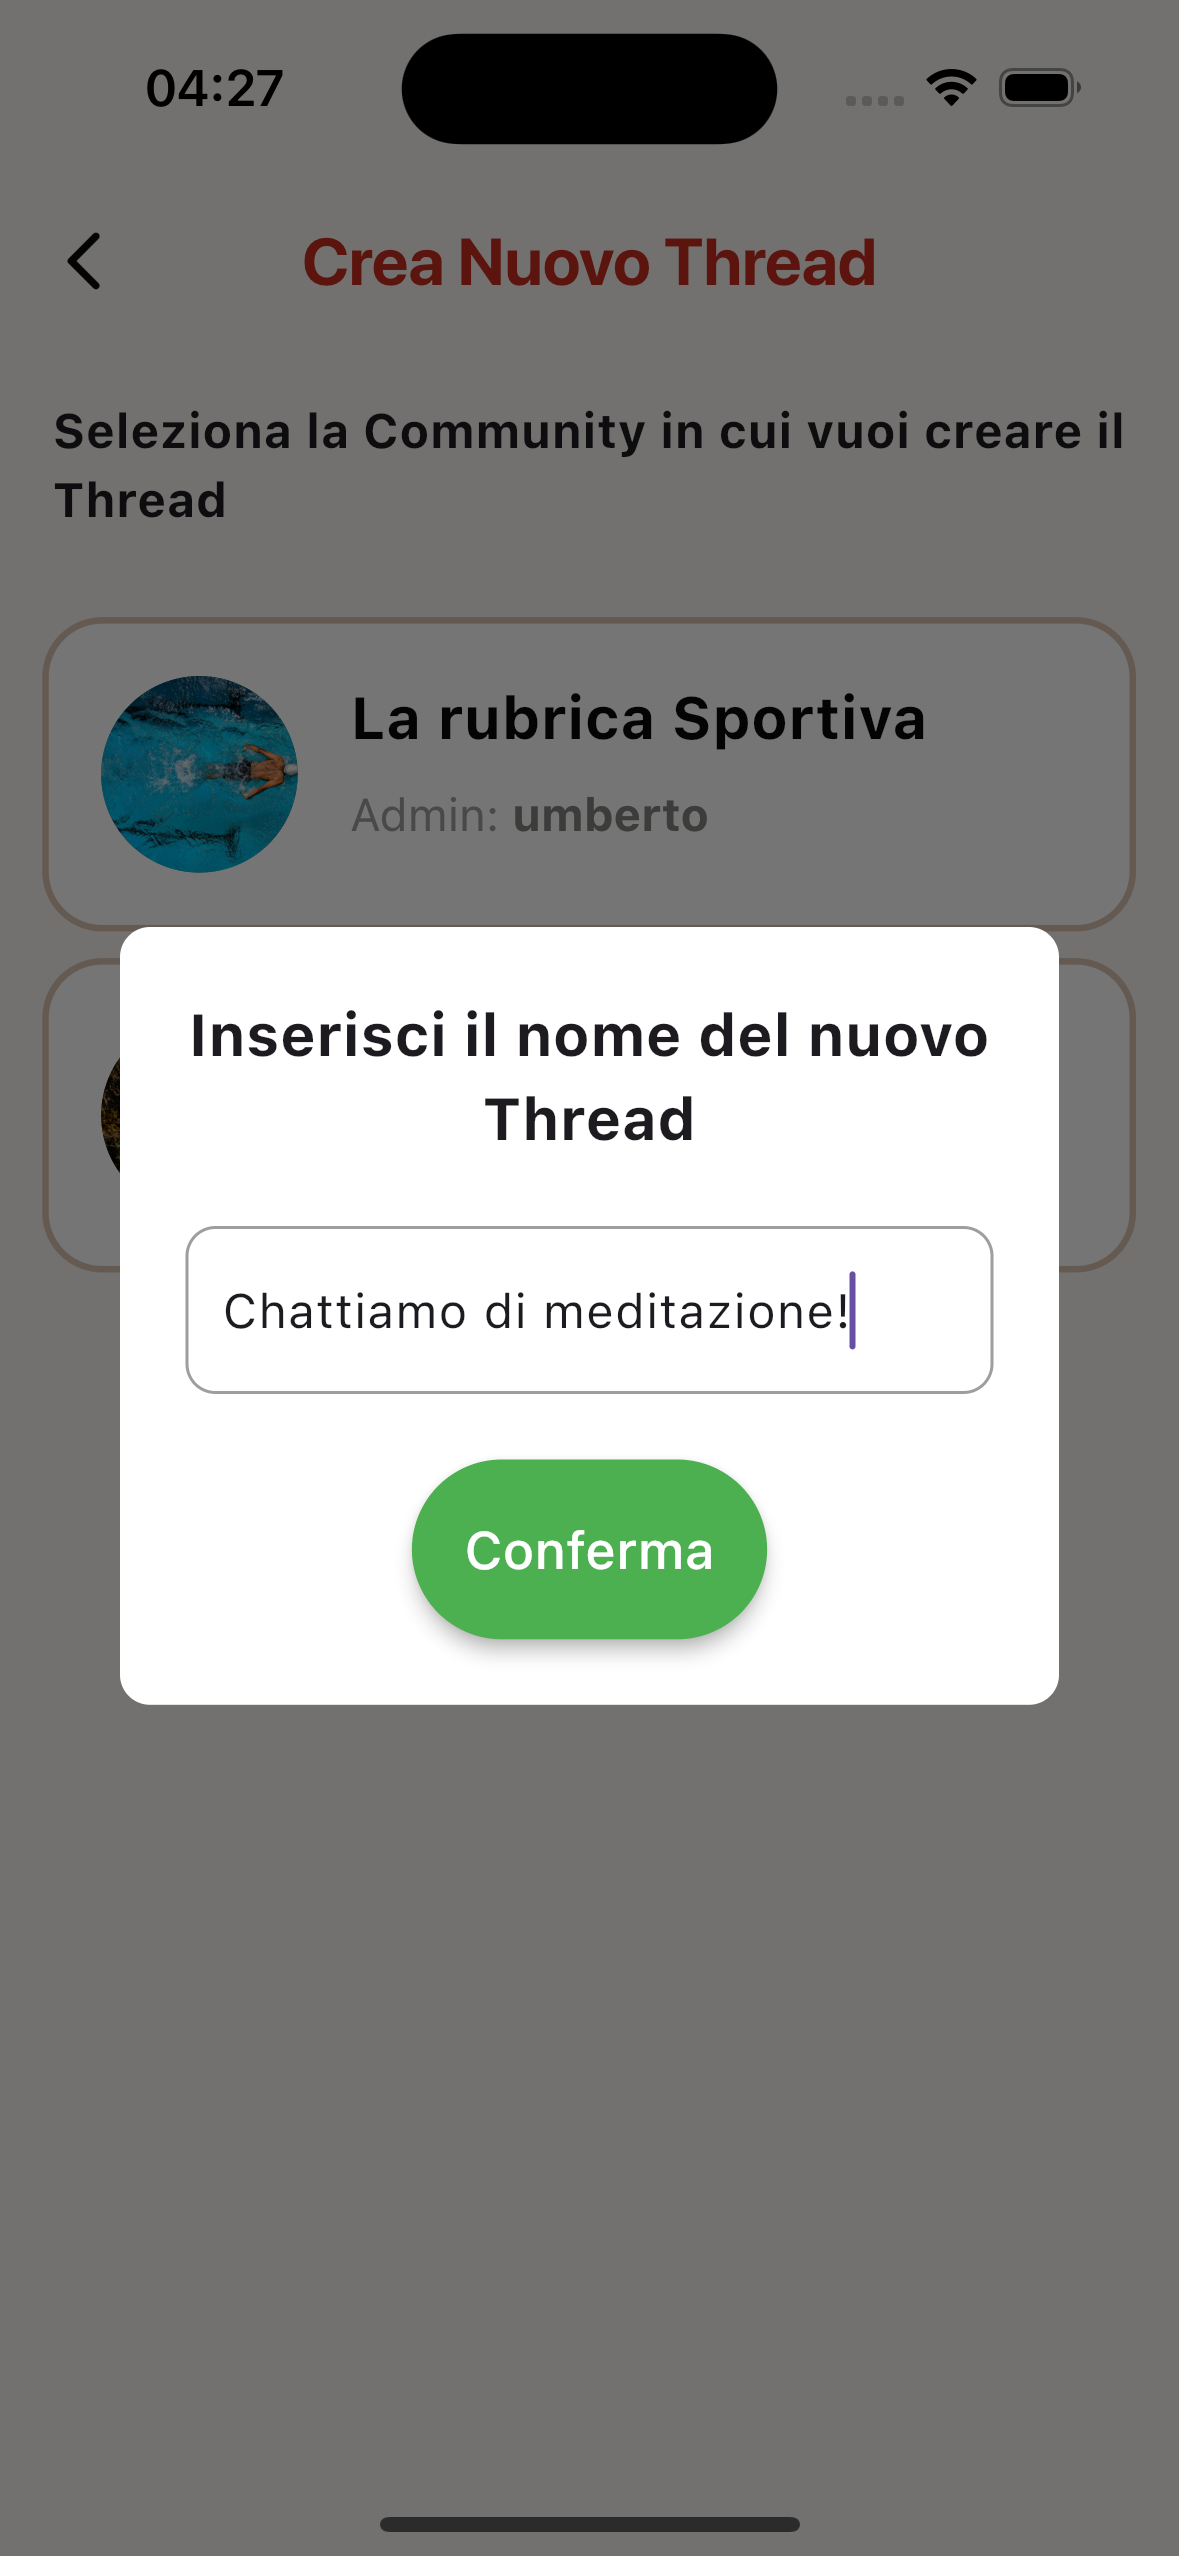 04:27
Crea Nuovo Thread
Seleziona la Community in cui vuoi creare il
Thread
La rubrica Sportiva
Admin: umberto
Inserisci il nome del nuovo
Thread
Chattiamo di meditazione!
Conferma